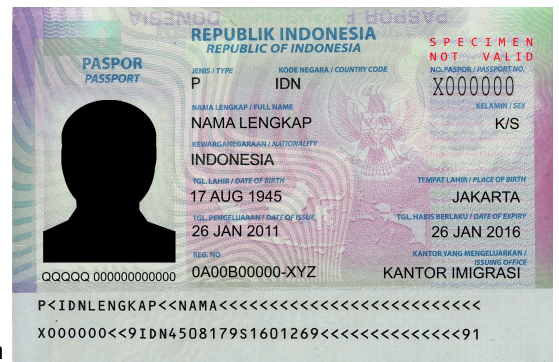 REPUBLIK INDONESIA
REPUBLIC OF INDONESIA
SPECIMEN
NOT VALID
PASPOR
PASSPORT
JENIS / TYPE
KODE NEGARA / COUNTRY CODE
NO. PASPOR / PASSPORT NO.
P
IDN
X000000
NAMA LENGKAP / FULL NAME
KELAMIN / SEX
NAMA LENGKAP
K/S
KEWARGANEGARAAN / NATIONALITY
INDONESIA
TGL. LAHIR / DATE OF BIRTH
TEMPAT LAHIR / PLACE OF BIRTH
17 AUG 1945
JAKARTA
TGL. PENGELUARAN / DATE OF ISSUE
TGL. HABIS BERLAKU / DATE OF EXPIRY
26 JAN 2011
26 JAN 2016
REG. NO
KANTOR YANG MENGELUARKAN /
ISSUING OFFICE
0A00B00000-XYZ
KANTOR IMIGRASI
QQQQQ 000000000000
P<IDNLENGKAP<<NAMA<<<<<<<<<<<<<<<<<<<<<<<<<<
X000000<<9IDN4508179S1601269<<<<<<<<<<<<<<91